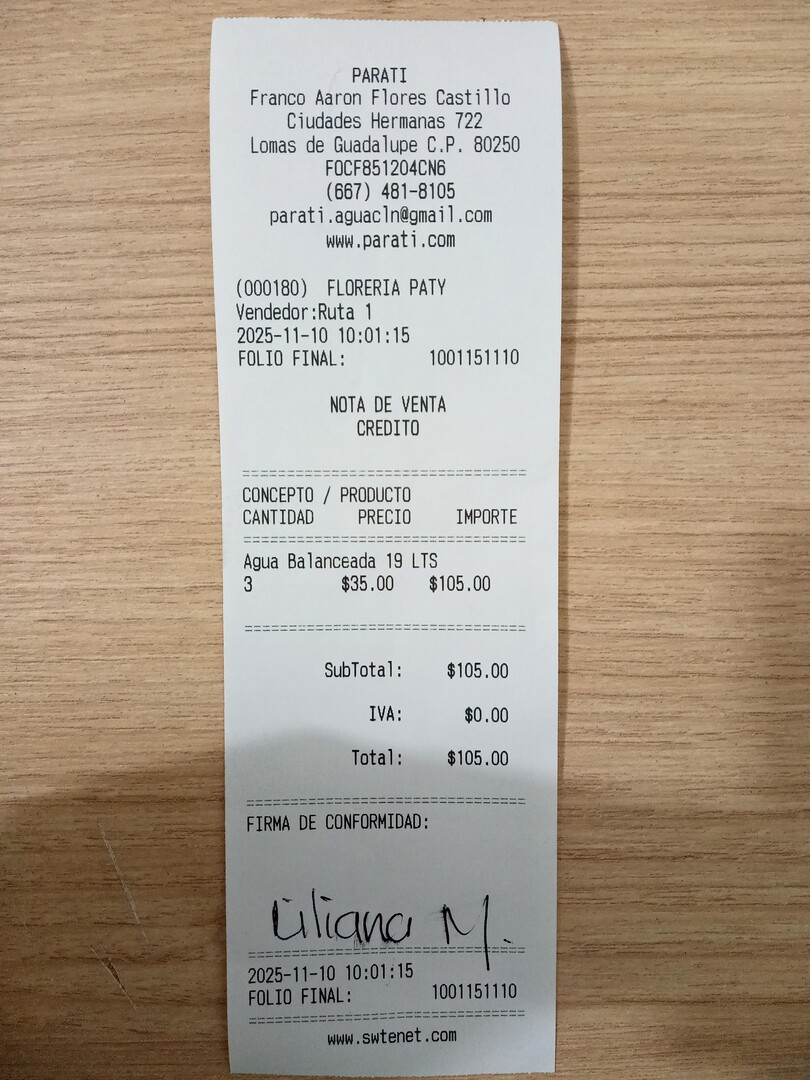 PARATI
Franco Aaron Flores Castillo
Ciudades Hermanas 722
Lomas de Guadalupe C.P. 80250
FOCF851204CN6
(667) 481-8105
parati.aguacln@gmail.com
www.parati.com
(000180) FLORERIA PATY
Vendedor:Ruta 1
2025-11-10 10:01:15
FOLIO FINAL: 1001151110
NOTA DE VENTA
CREDITO
================================
CONCEPTO / PRODUCTO
CANTIDAD PRECIO IMPORTE
================================
Agua Balanceada 19 LTS
3 $35.00 $105.00
================================
SubTotal: $105.00
IVA: $0.00
Total: $105.00
================================
FIRMA DE CONFORMIDAD:
Liliana M.
================================
2025-11-10 10:01:15
FOLIO FINAL: 1001151110
================================
www.swtenet.com